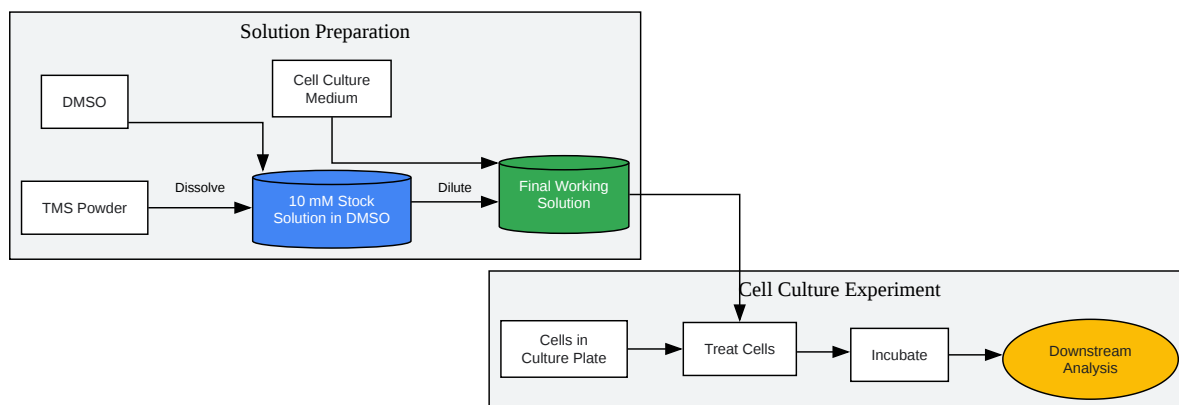 Solution Preparation
Cell Culture
Medium
DMSO
Dissolve
TMS Powder
10 mM Stock
Solution in DMSO
Dilute
Final Working
Solution
Cell Culture Experiment
Cells in
Culture Plate
Treat Cells
Incubate
Downstream
Analysis